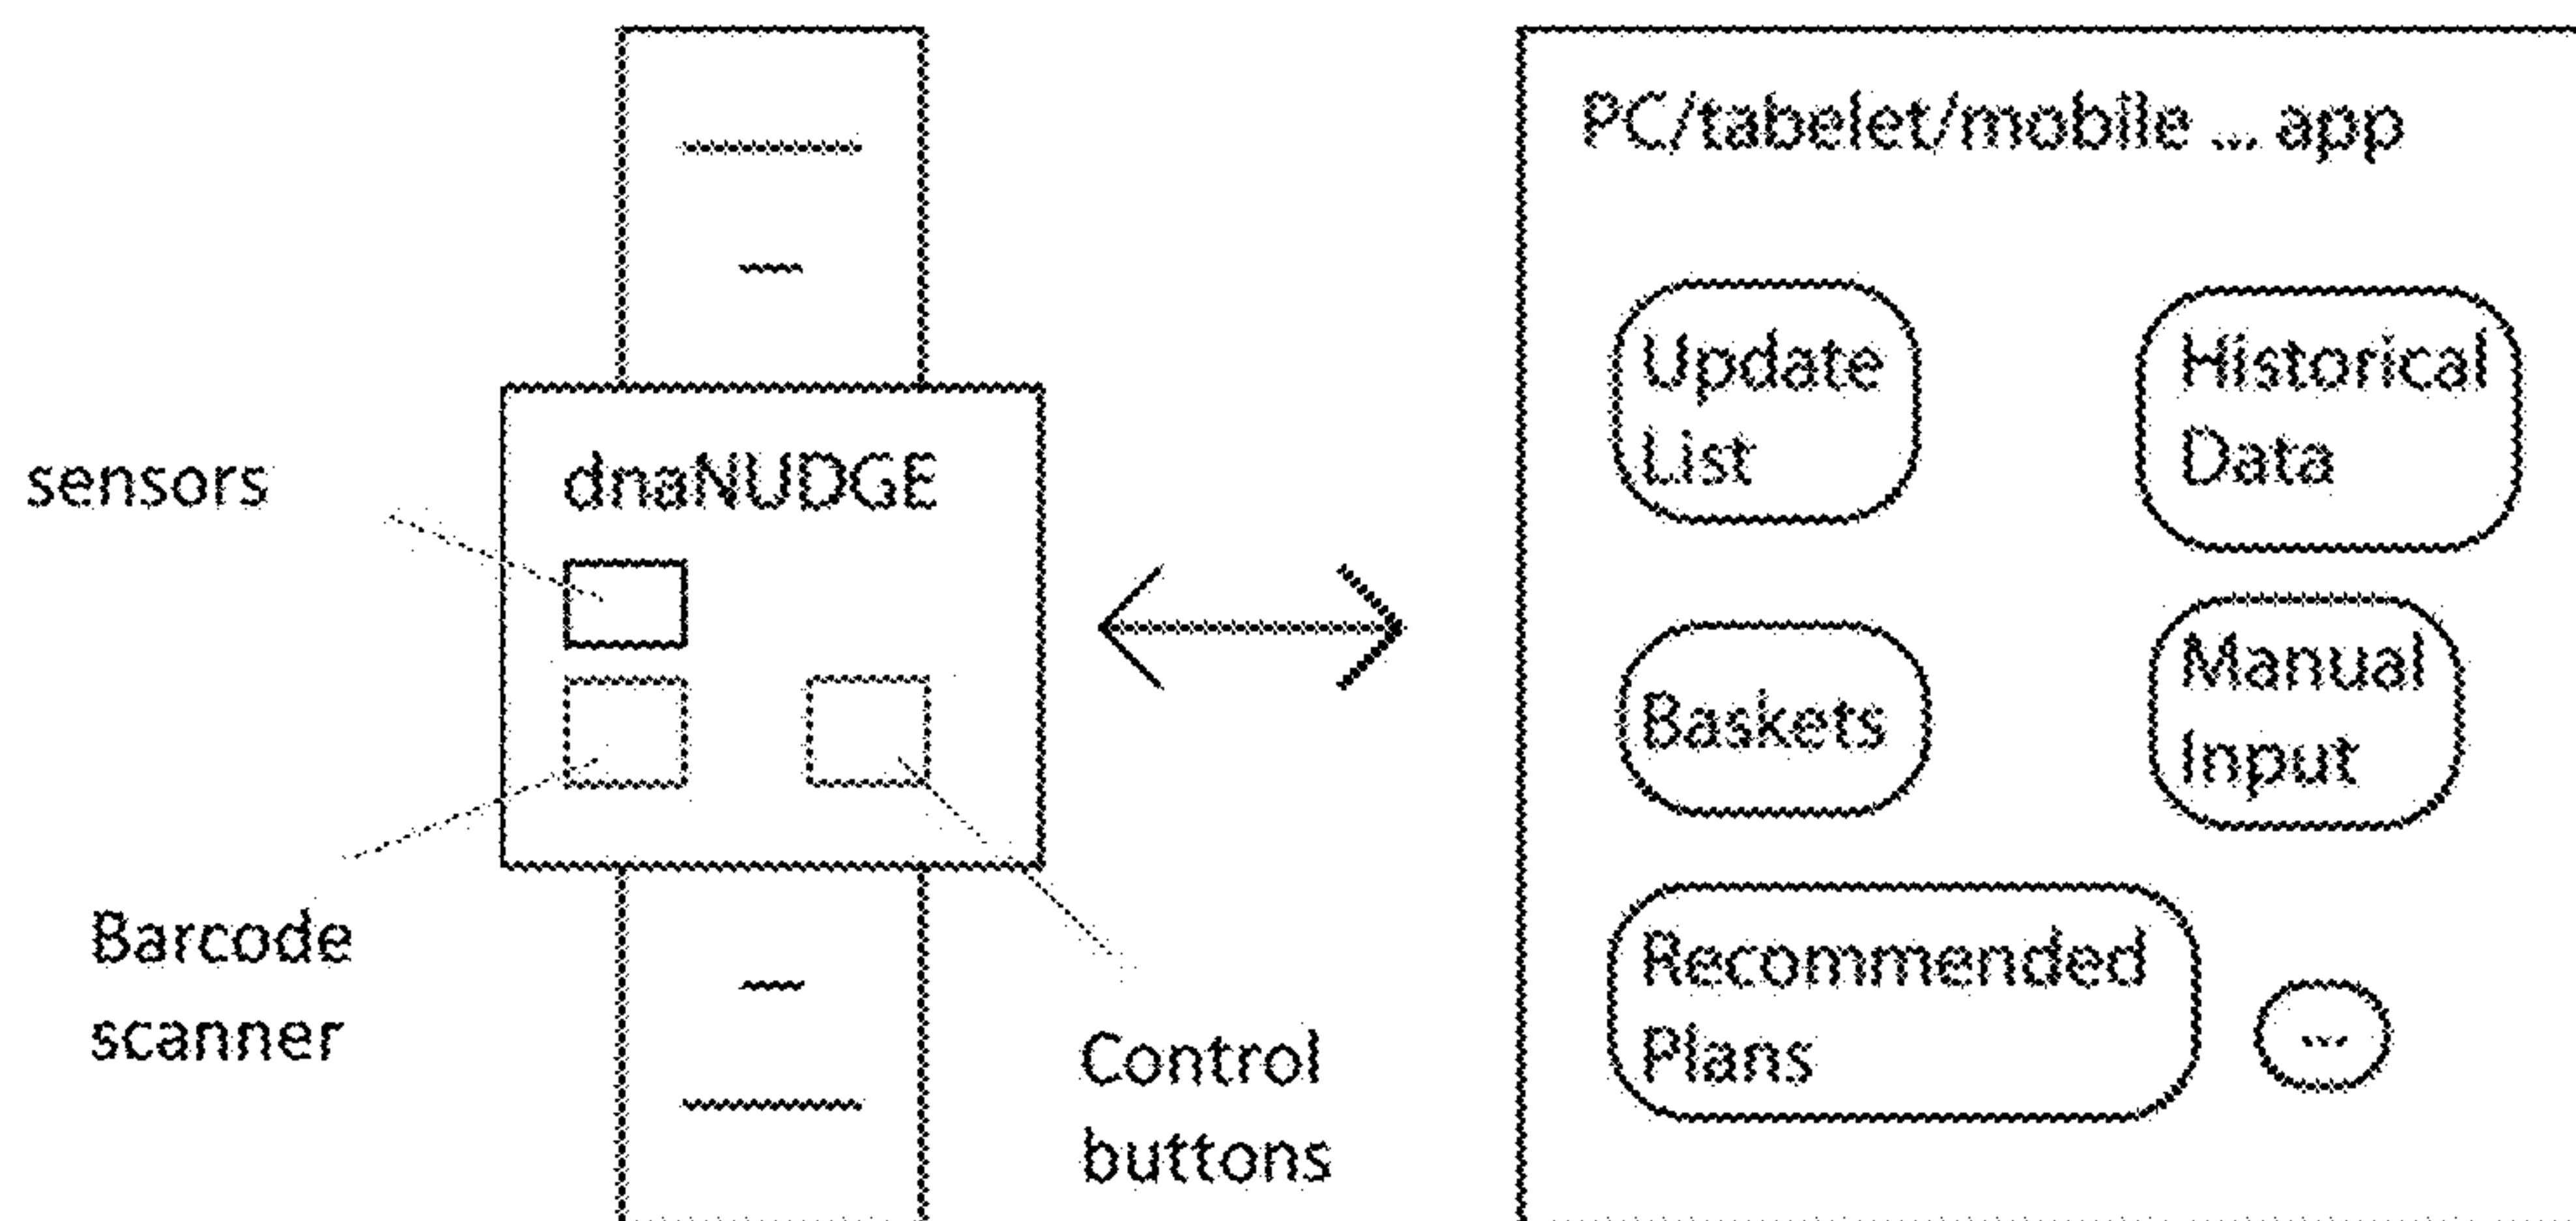 sensors
dnaNUDGE
Barcode
scanner
Control
buttons
PC/tabelet/mobile ... app
Update
List
Historical
Data
Baskets
Manual
Input
Recommended
Plans
...